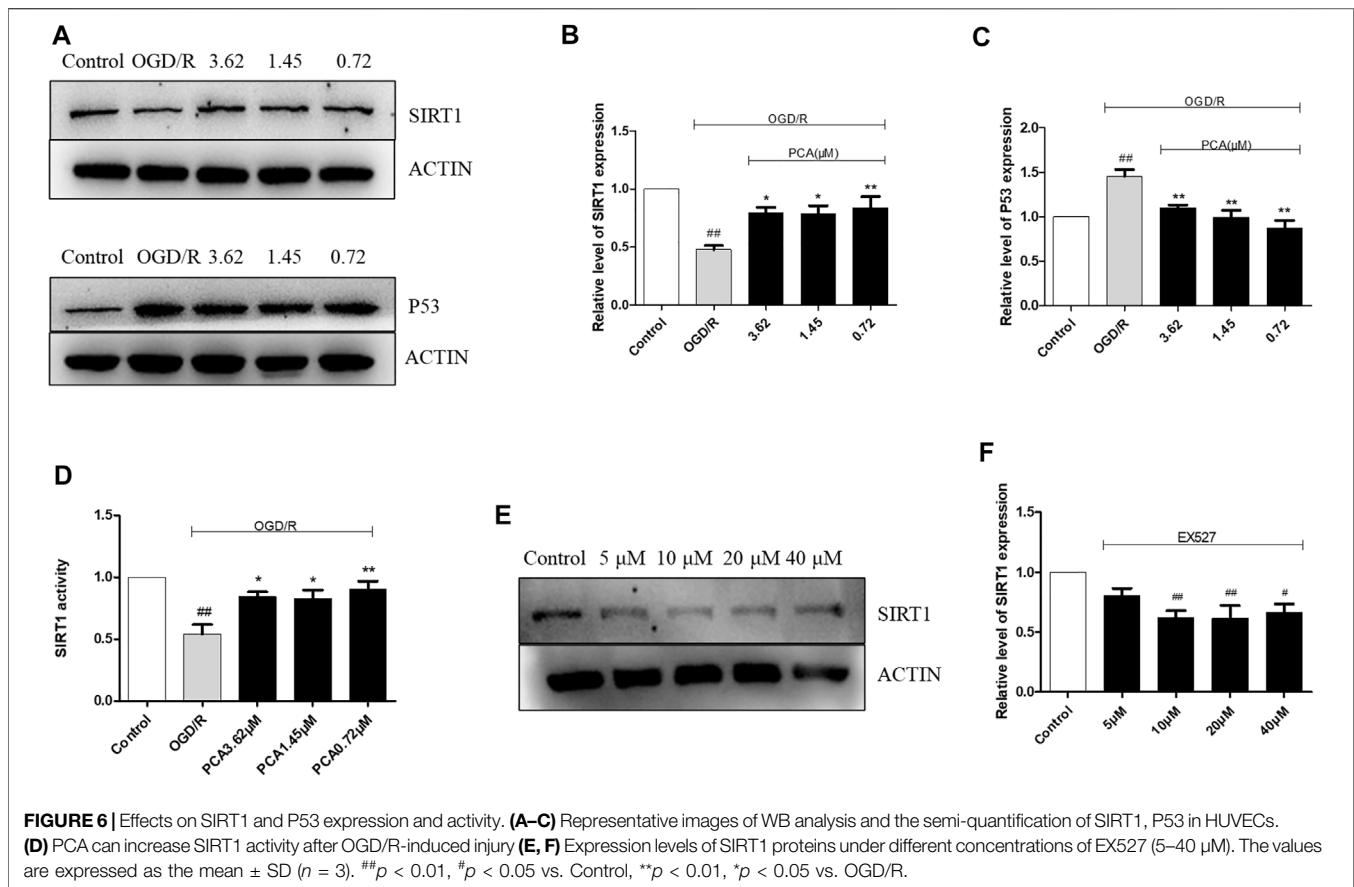 A
Control OGD/R 3.62 1.45 0.72
SIRT1
ACTIN
Control OGD/R 3.62 1.45 0.72
P53
ACTIN
B
Relative level of SIRT1 expression
1.5
1.0
0.5
0.0
OGD/R
PCA(μM)
##
*
*
**
Control
OGD/R
3.62
1.45
0.72
C
Relative level of P53 expression
2.0
1.5
1.0
0.5
0.0
OGD/R
PCA(μM)
##
**
**
**
Control
OGD/R
3.62
1.45
0.72
D
SIRT1 activity
1.5
1.0
0.5
0.0
OGD/R
##
*
*
**
Control
OGD/R
PCA3.62μM
PCA1.45μM
PCA0.72μM
E
Control 5 μM 10 μM 20 μM 40 μM
SIRT1
ACTIN
F
Relative level of SIRT1 expression
1.5
1.0
0.5
0.0
EX527
##
##
#
Control
5μM
10μM
20μM
40μM
FIGURE 6 | Effects on SIRT1 and P53 expression and activity. (A–C) Representative images of WB analysis and the semi-quantification of SIRT1, P53 in HUVECs.
(D) PCA can increase SIRT1 activity after OGD/R-induced injury (E, F) Expression levels of SIRT1 proteins under different concentrations of EX527 (5–40 μM). The values
are expressed as the mean ± SD (n = 3). ##p < 0.01, #p < 0.05 vs. Control, **p < 0.01, *p < 0.05 vs. OGD/R.